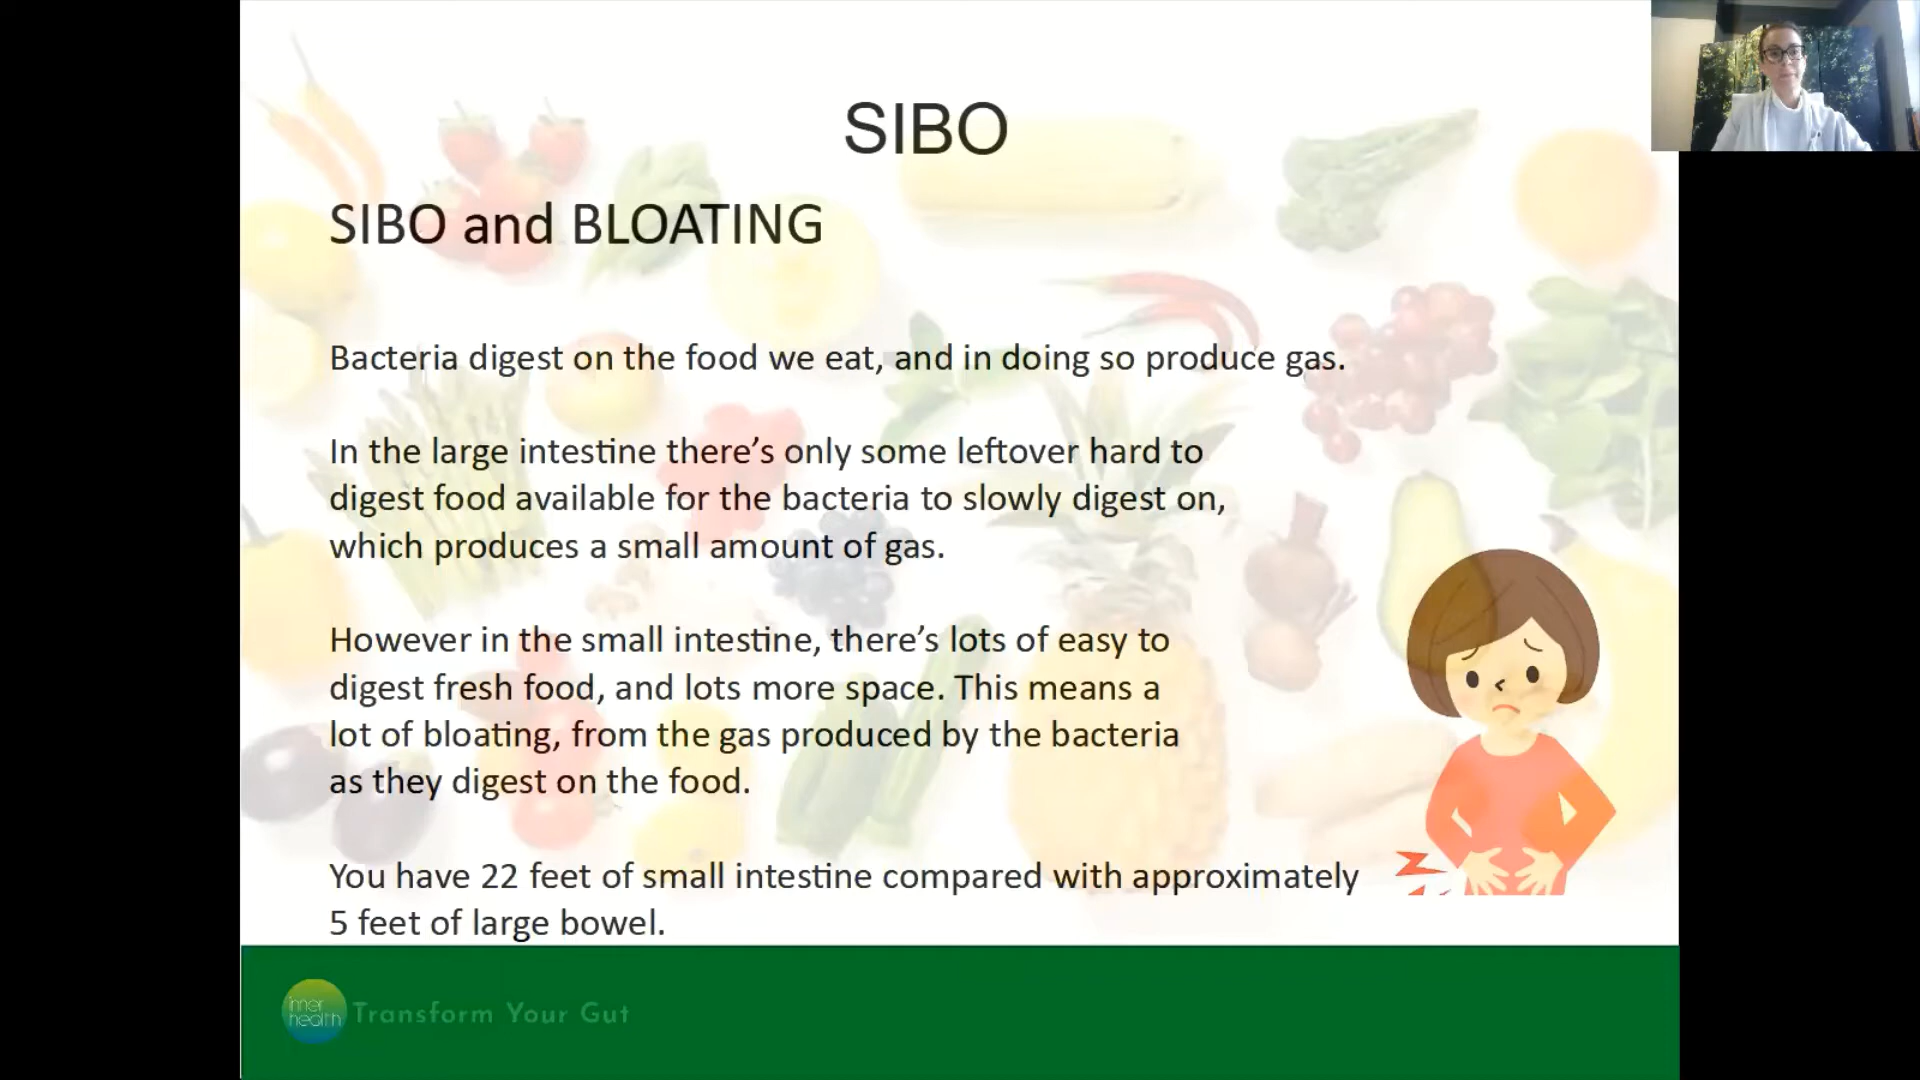 SIBO
SIBO and BLOATING
Bacteria digest on the food we eat, and in doing so produce gas.
In the large intestine there's only some leftover hard to
digest food available for the bacteria to slowly digest on,
which produces a small amount of gas.
However in the small intestine, there's lots of easy to
digest fresh food, and lots more space. This means a
lot of bloating, from the gas produced by the bacteria
as they digest on the food.
You have 22 feet of small intestine compared with approximately
5 feet of large bowel.
inner
health
Transform Your Gut